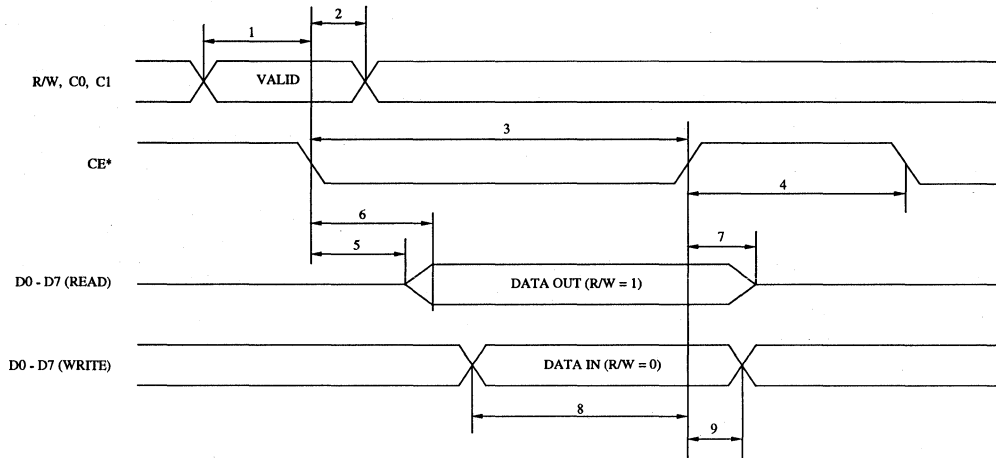 2
1
R/W, C0, C1
VALID
3
CE*
4
6
5
7
D0 - D7 (READ)
DATA OUT (R/W = 1)
D0 - D7 (WRITE)
DATA IN (R/W = 0)
8
9